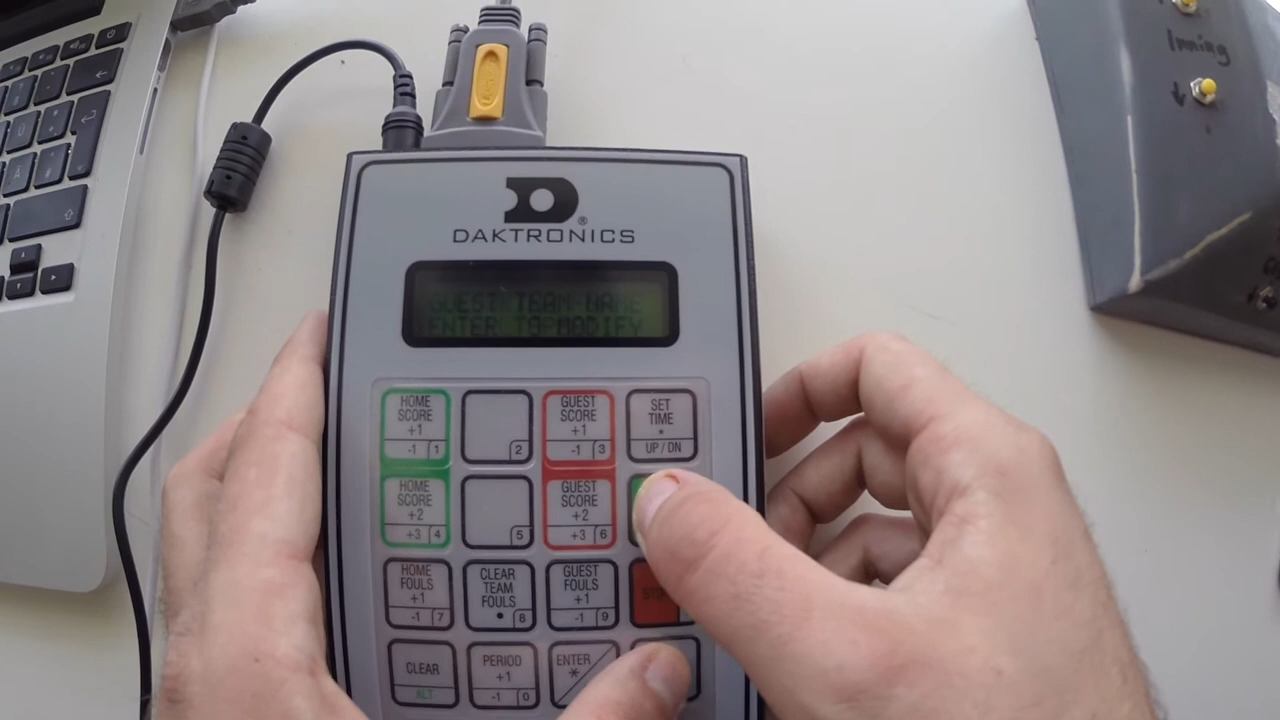 Inning
↓
D®
DAKTRONICS
GUEST TEAM NAME
ENTER TO MODIFY
HOME SCORE +1 -1 1
2
GUEST SCORE +1 -1 3
SET TIME * UP / DN
HOME SCORE +2 +3 4
5
GUEST SCORE +2 +3 6
HOME FOULS +1 -1 7
CLEAR TEAM FOULS • 8
GUEST FOULS +1 -1 9
CLEAR ALT
PERIOD +1 -1 0
ENTER *